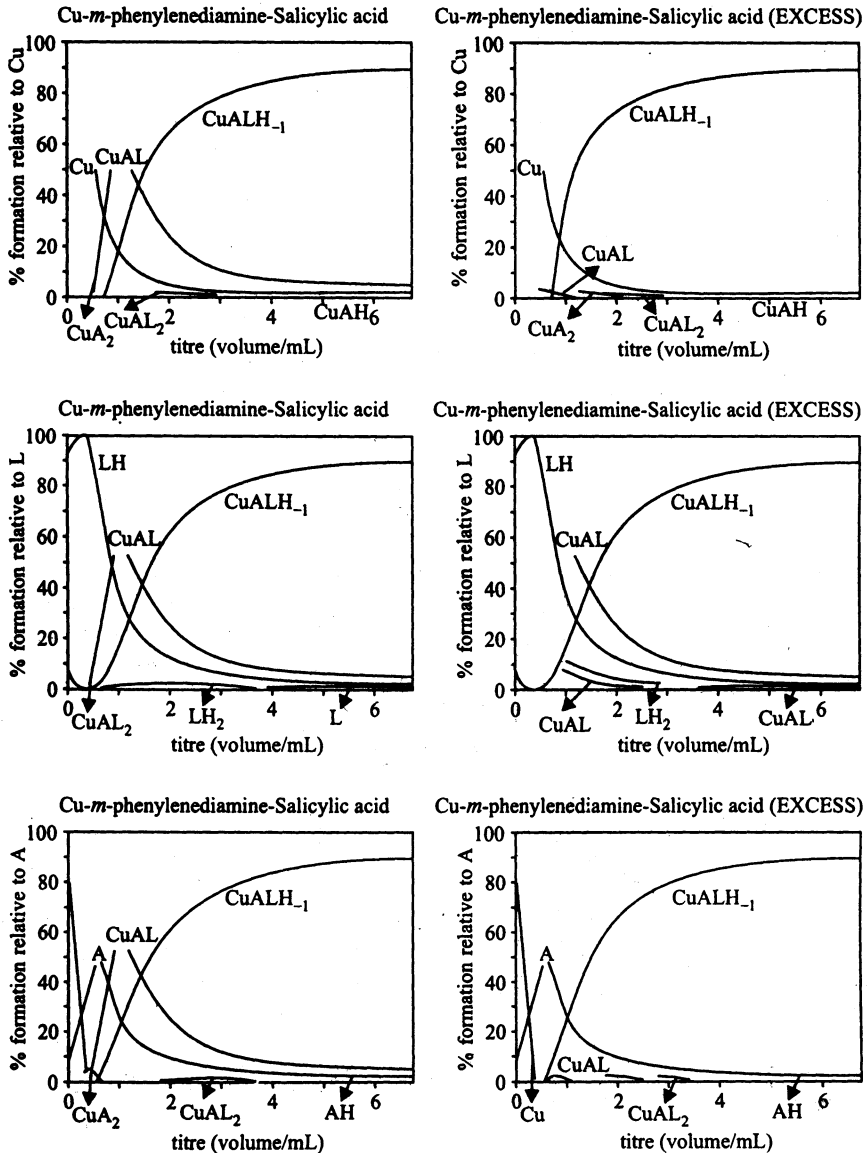 Cu-m-phenylenediamine-Salicylic acid
% formation relative to Cu
100
80
60
40
20
0
Cu
CuAL
CuALH₋₁
CuA₂
CuAL₂
CuAH
0 2 4 6
titre (volume/mL)
Cu-m-phenylenediamine-Salicylic acid (EXCESS)
% formation relative to Cu
100
80
60
40
20
0
Cu
CuALH₋₁
CuAL
CuA₂
CuAL₂
CuAH
0 2 4 6
titre (volume/mL)
Cu-m-phenylenediamine-Salicylic acid
% formation relative to L
100
80
60
40
20
0
LH
CuAL
CuALH₋₁
CuAL₂
LH₂
L
0 2 4 6
titre (volume/mL)
Cu-m-phenylenediamine-Salicylic acid (EXCESS)
% formation relative to L
100
80
60
40
20
0
LH
CuAL
CuALH₋₁
CuAL
LH₂
CuAL
0 2 4 6
titre (volume/mL)
Cu-m-phenylenediamine-Salicylic acid
% formation relative to A
100
80
60
40
20
0
A
CuAL
CuALH₋₁
CuA₂
CuAL₂
AH
0 2 4 6
titre (volume/mL)
Cu-m-phenylenediamine-Salicylic acid (EXCESS)
% formation relative to A
100
80
60
40
20
0
A
CuALH₋₁
CuAL
Cu
CuAL₂
AH
0 2 4 6
titre (volume/mL)